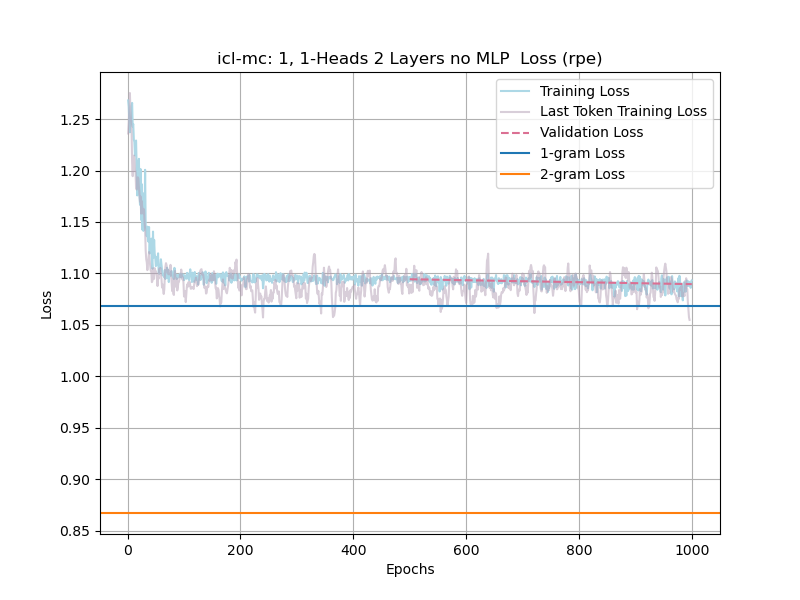 icl-mc: 1, 1-Heads 2 Layers no MLP  Loss (rpe)
Training Loss
Last Token Training Loss
Validation Loss
1-gram Loss
2-gram Loss
1.25
1.20
1.15
1.10
1.05
1.00
0.95
0.90
0.85
Loss
0 200 400 600 800 1000
Epochs